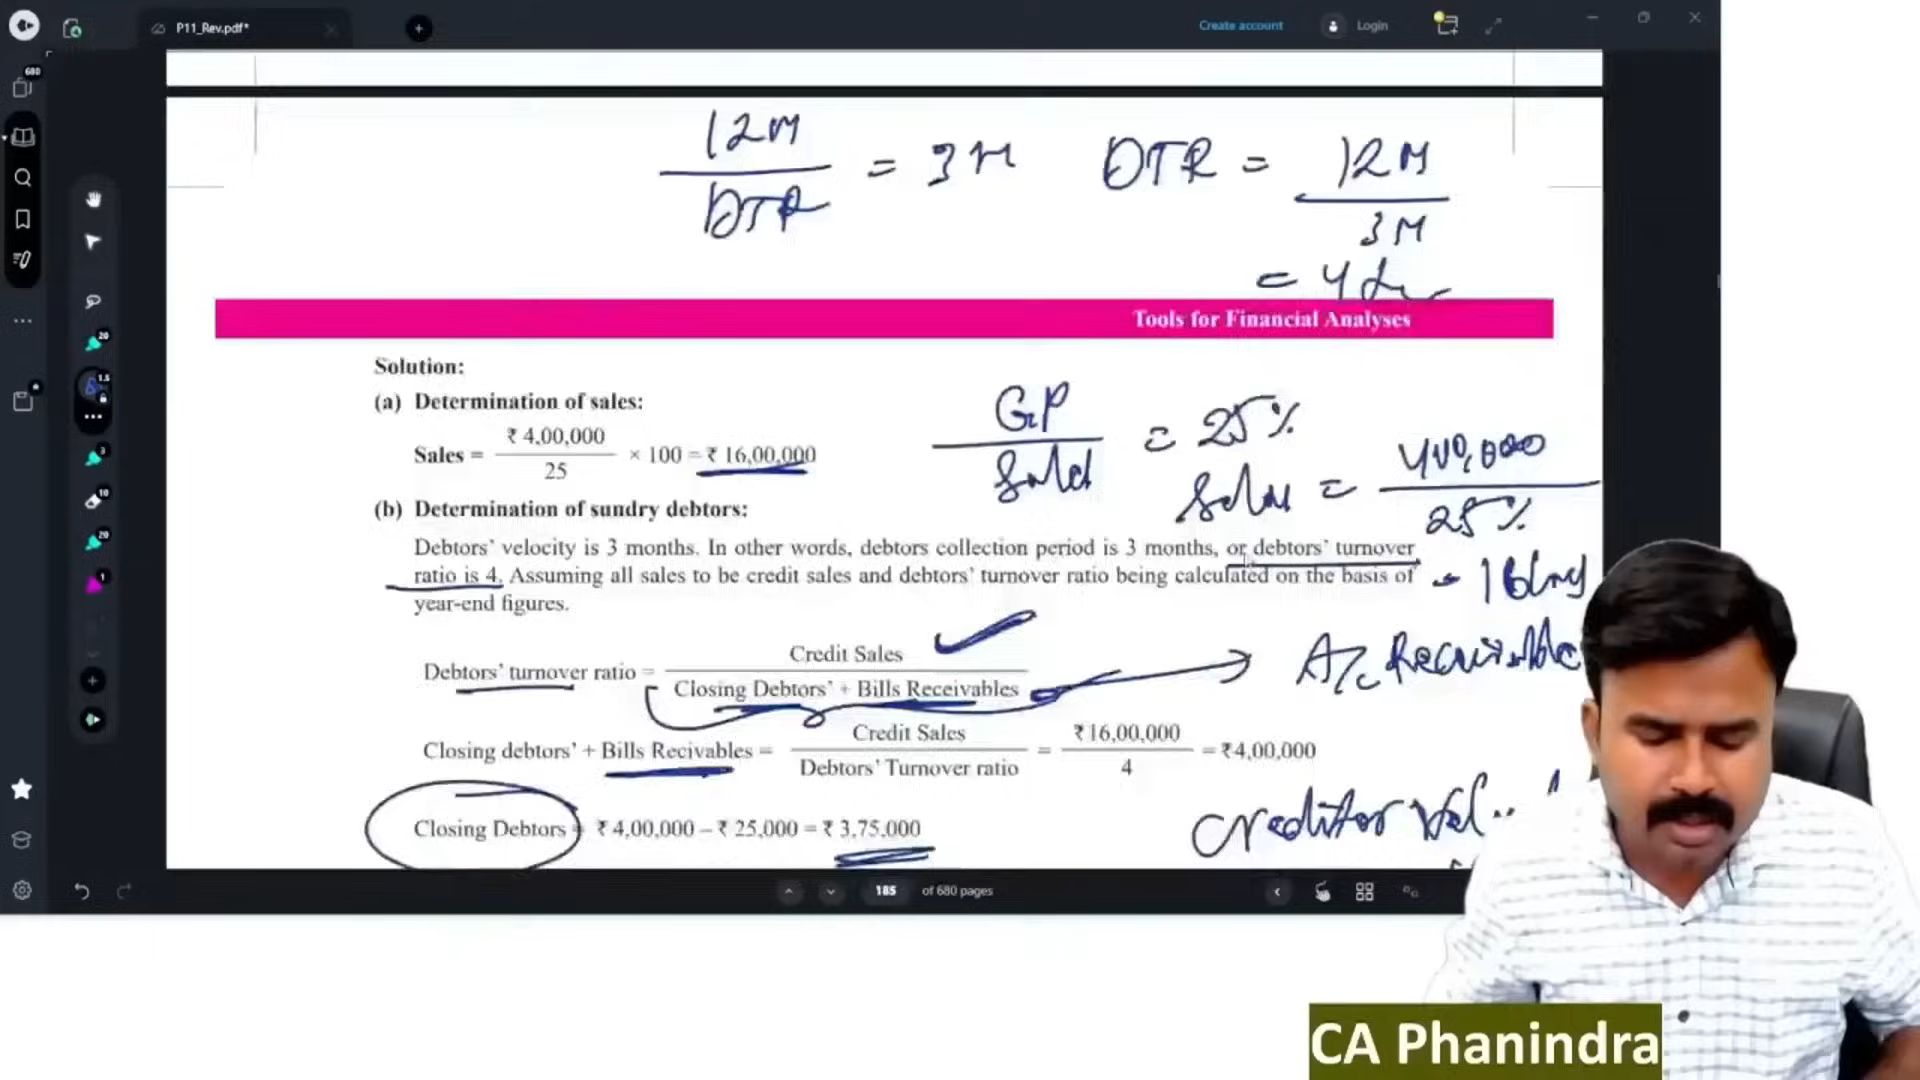 P11_Rev.pdf*
Create account
Login
680
12M / DTR = 3M
DTR = 12M / 3M
= 4
Tools for Financial Analyses
Solution:
(a) Determination of sales:
Sales = ₹ 4,00,000 / 25 × 100 = ₹ 16,00,000
GP / Sales = 25%
Sales = 400,000 / 25%
(b) Determination of sundry debtors:
Debtors' velocity is 3 months. In other words, debtors collection period is 3 months, or debtors' turnover
ratio is 4. Assuming all sales to be credit sales and debtors' turnover ratio being calculated on the basis of
year-end figures.
Debtors' turnover ratio = Credit Sales / Closing Debtors' + Bills Receivables
A/c Receivable
Closing debtors' + Bills Recivables = Credit Sales / Debtors' Turnover ratio = ₹16,00,000 / 4 = ₹4,00,000
Creditor
Closing Debtors = ₹ 4,00,000 – ₹ 25,000 = ₹ 3,75,000
185 of 680 pages
CA Phanindra